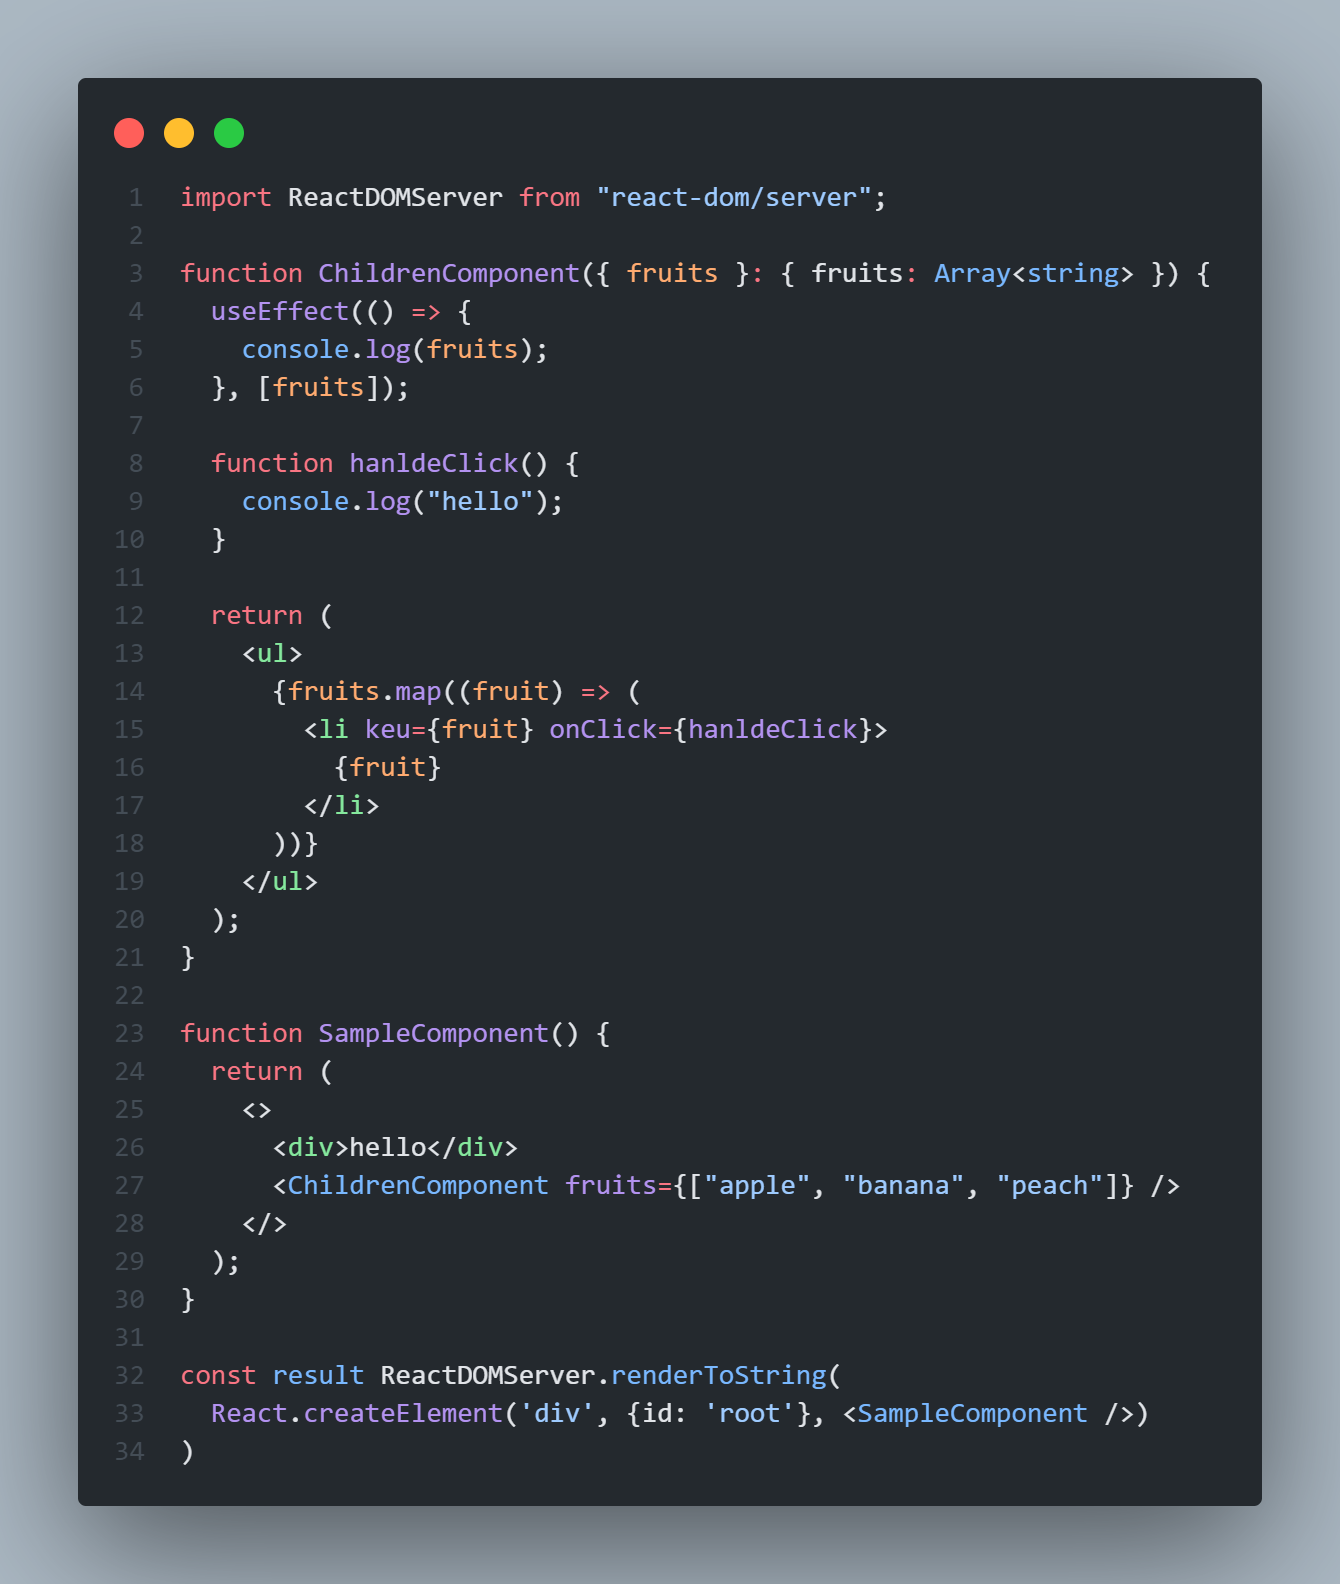 1 import ReactDOMServer from "react-dom/server";
2
3 function ChildrenComponent({ fruits }: { fruits: Array<string> }) {
4   useEffect(() => {
5     console.log(fruits);
6   }, [fruits]);
7
8   function hanldeClick() {
9     console.log("hello");
10   }
11
12   return (
13     <ul>
14       {fruits.map((fruit) => (
15         <li keu={fruit} onClick={hanldeClick}>
16           {fruit}
17         </li>
18       ))}
19     </ul>
20   );
21 }
22
23 function SampleComponent() {
24   return (
25     <>
26       <div>hello</div>
27       <ChildrenComponent fruits={["apple", "banana", "peach"]} />
28     </>
29   );
30 }
31
32 const result ReactDOMServer.renderToString(
33   React.createElement('div', {id: 'root'}, <SampleComponent />)
34 )